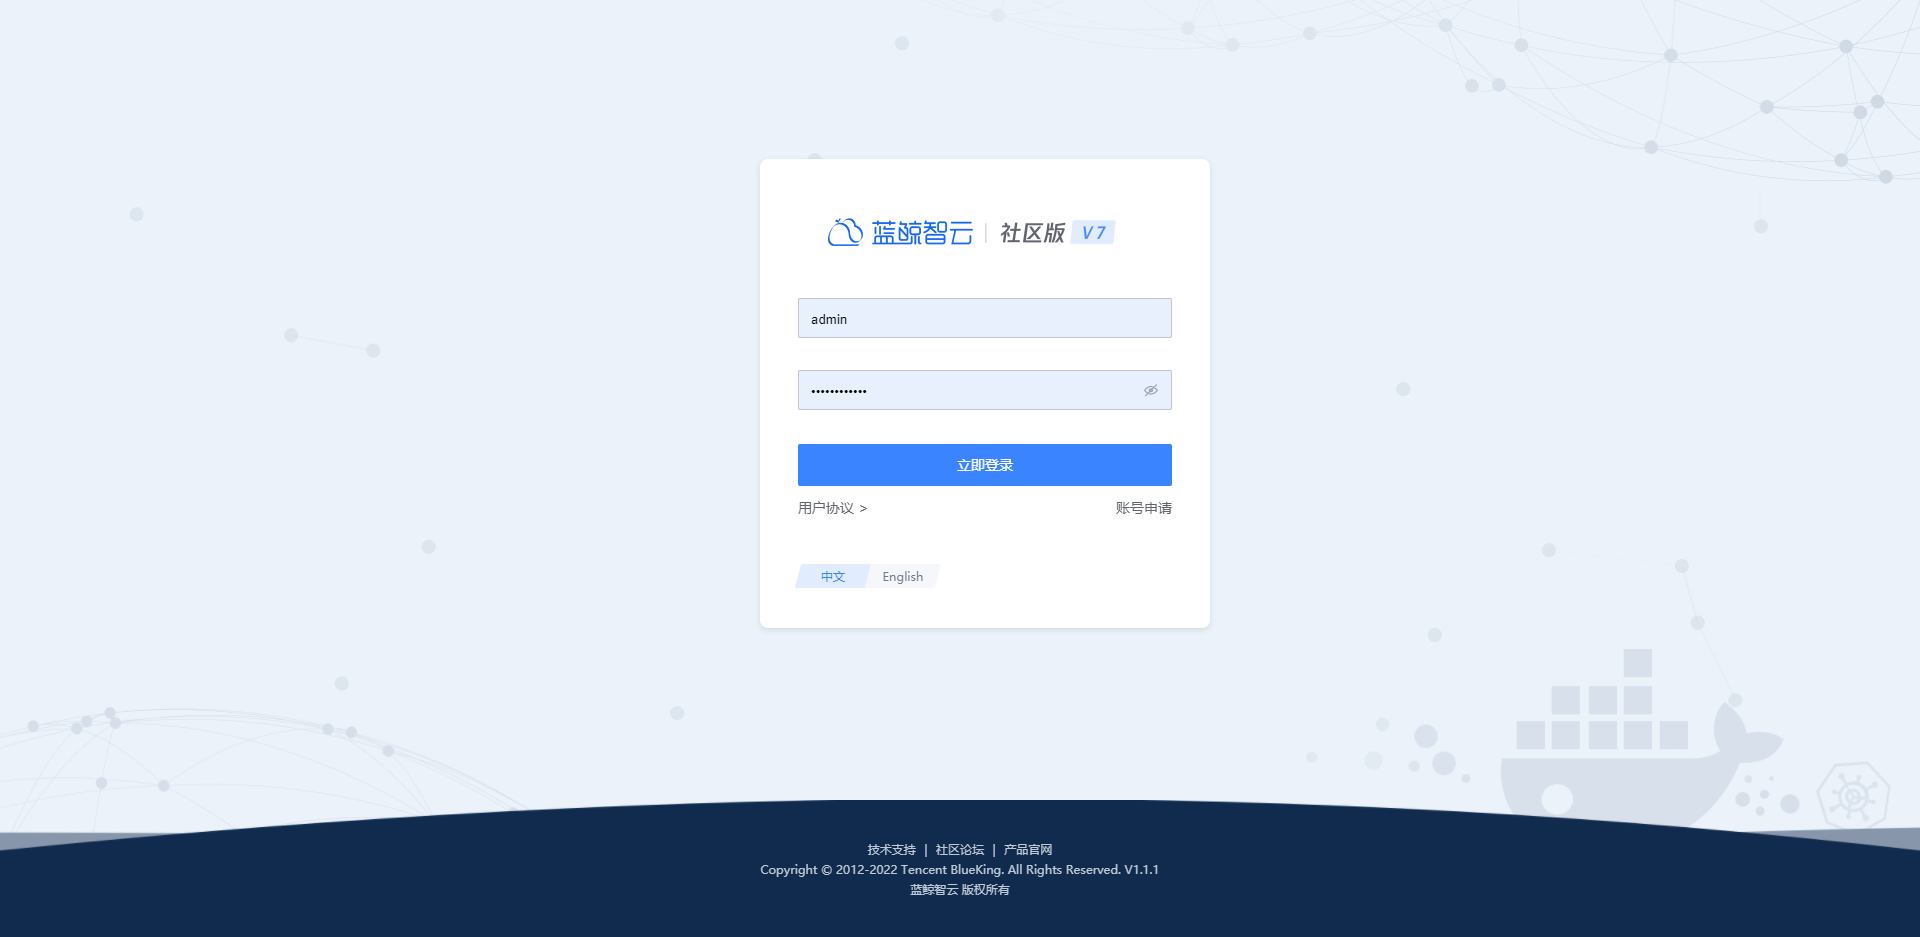 蓝鲸智云 | 社区版 V7
admin
••••••••••••
立即登录
用户协议 > 账号申请
中文 English
技术支持 | 社区论坛 | 产品官网
Copyright © 2012-2022 Tencent BlueKing. All Rights Reserved. V1.1.1
蓝鲸智云 版权所有